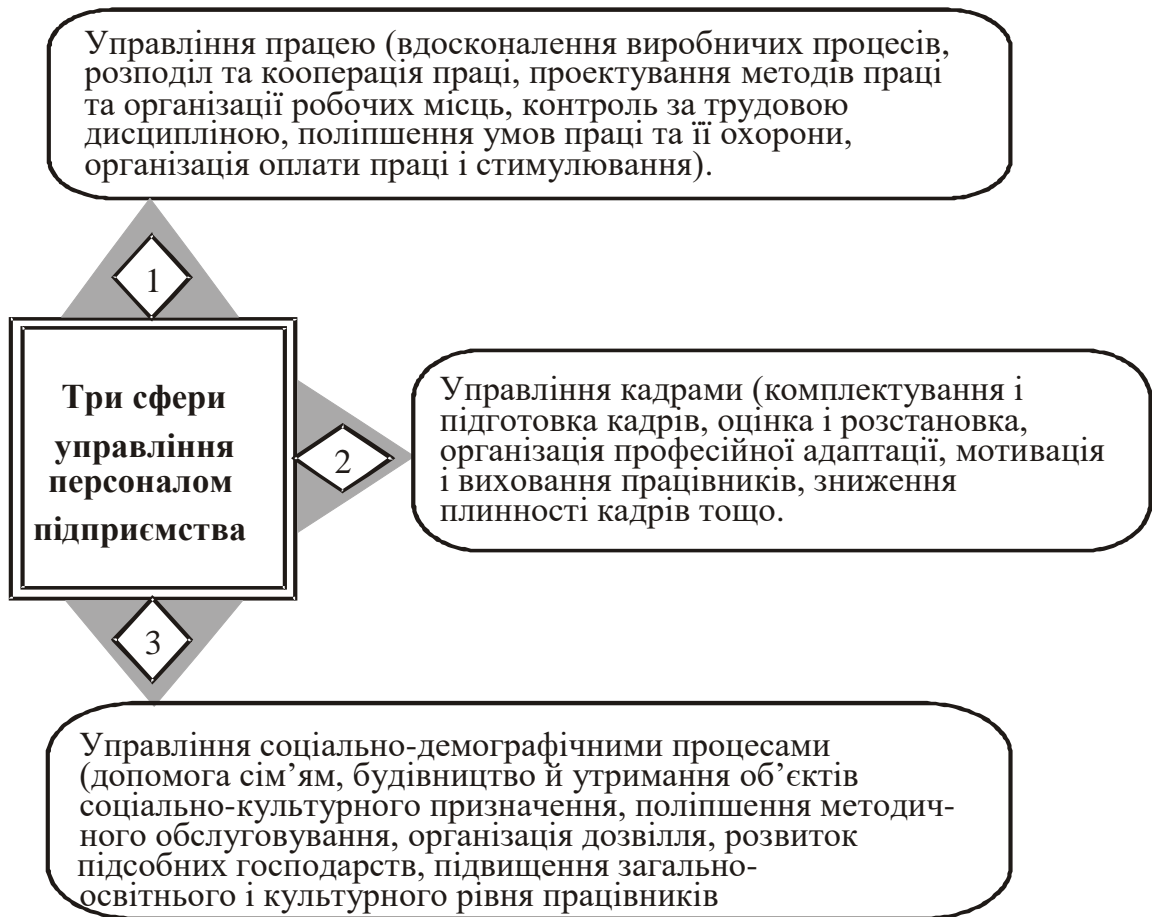 Управління працею (вдосконалення виробничих процесів,
розподіл та кооперація праці, проектування методів праці
та організації робочих місць, контроль за трудовою
дисципліною, поліпшення умов праці та її охорони,
організація оплати праці і стимулювання).
1
Три сфери
управління
персоналом
підприємства
2
Управління кадрами (комплектування і
підготовка кадрів, оцінка і розстановка,
організація професійної адаптації, мотивація
і виховання працівників, зниження
плинності кадрів тощо.
3
Управління соціально-демографічними процесами
(допомога сім’ям, будівництво й утримання об’єктів
соціально-культурного призначення, поліпшення методич-
ного обслуговування, організація дозвілля, розвиток
підсобних господарств, підвищення загально-
освітнього і культурного рівня працівників